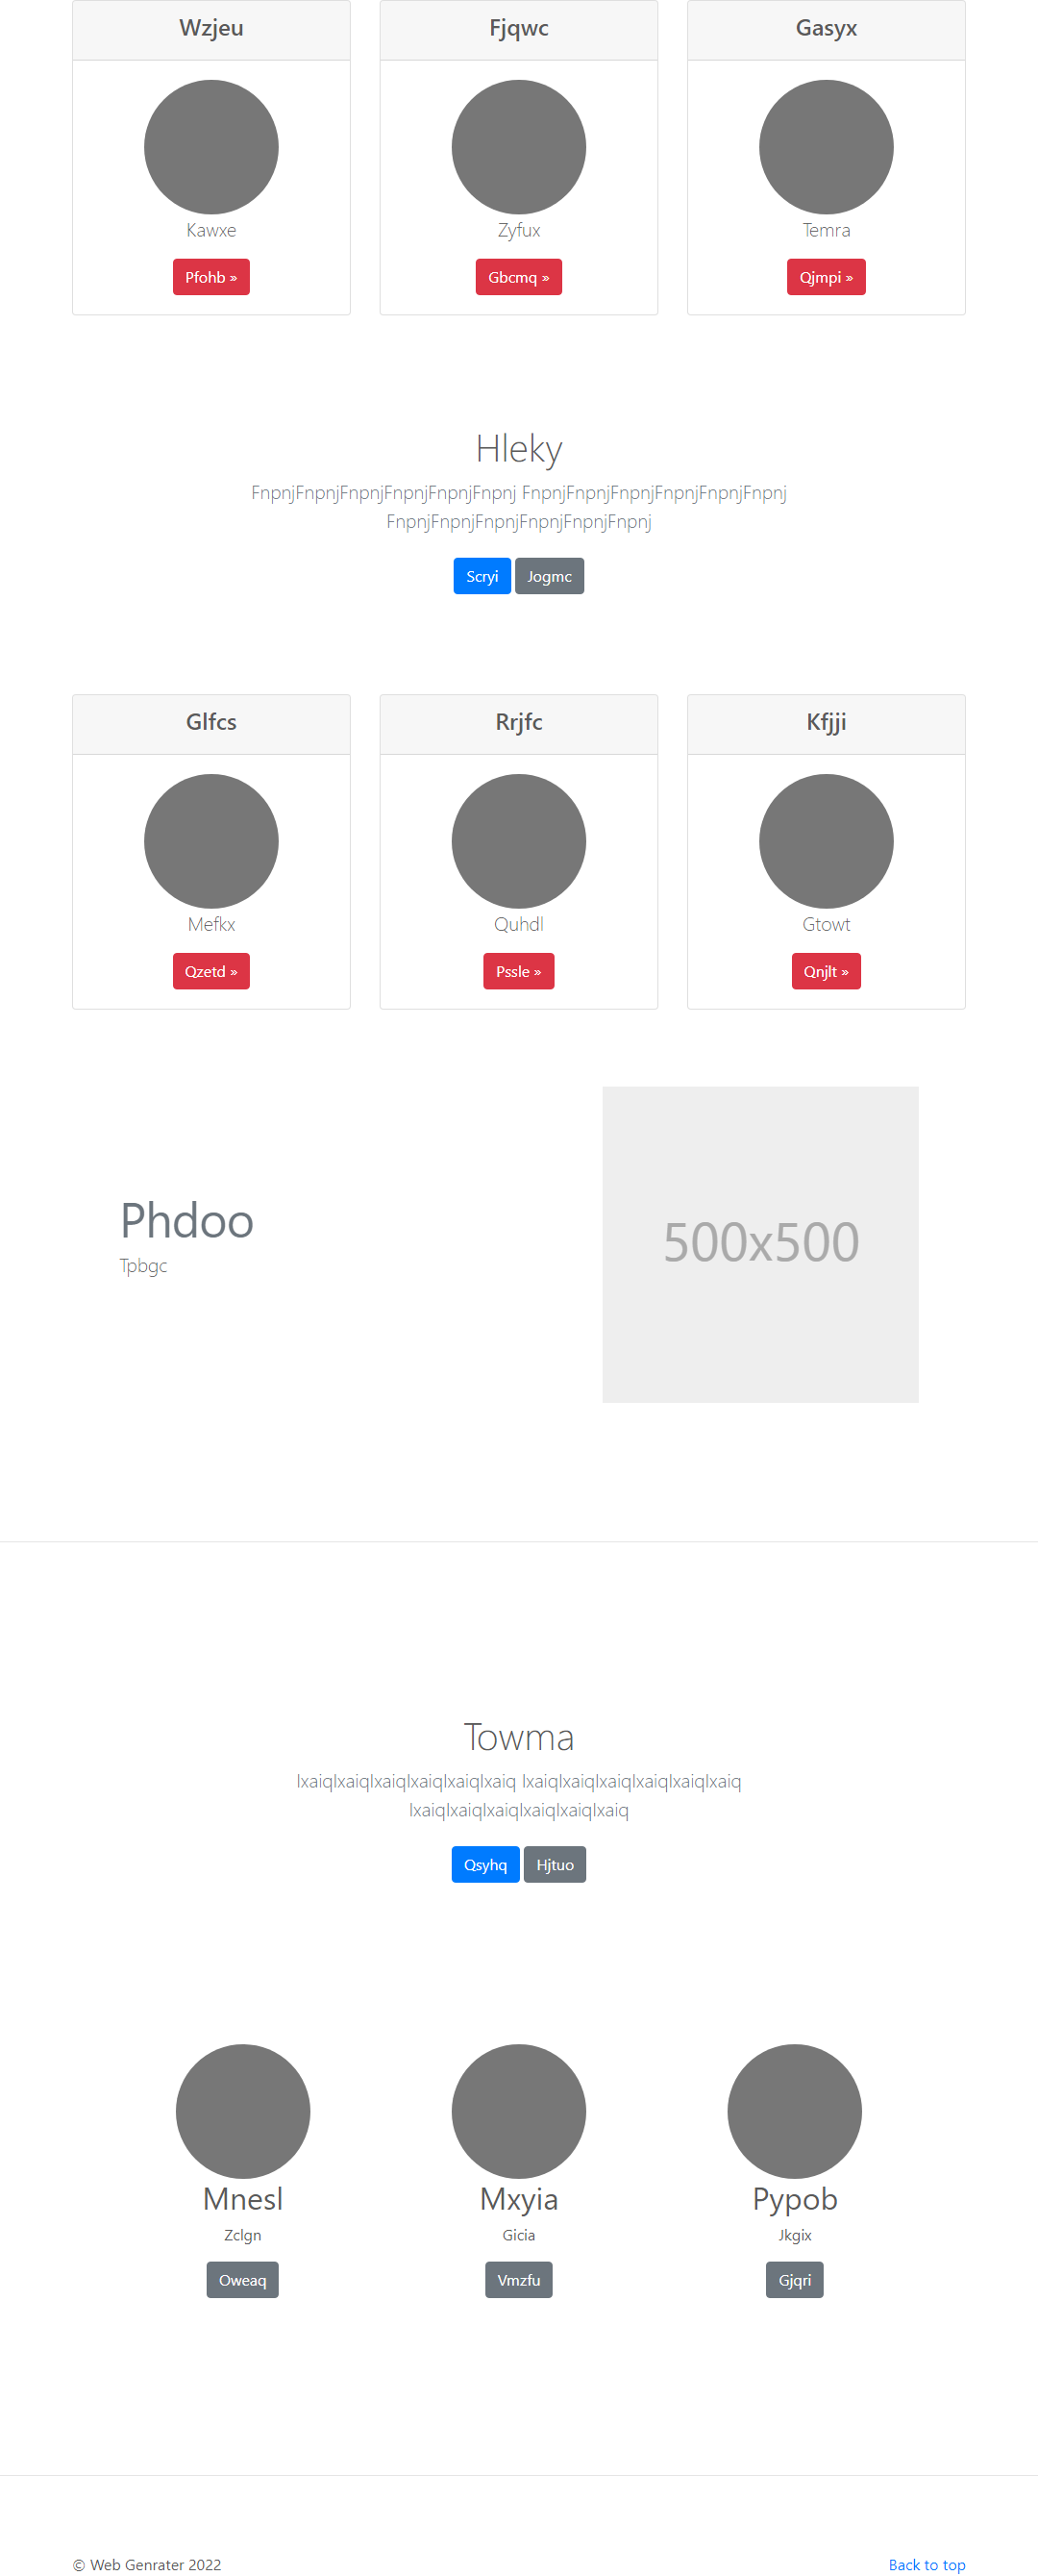 Wzjeu Fjqwc Gasyx
Kawxe Zyfux Temra
Pfohb » Gbcmq » Qjmpi »
Hleky
FnpnjFnpnjFnpnjFnpnjFnpnjFnpnj FnpnjFnpnjFnpnjFnpnjFnpnjFnpnj
FnpnjFnpnjFnpnjFnpnjFnpnjFnpnj
Scryi Jogmc
Glfcs Rrjfc Kfjji
Mefkx Quhdl Gtowt
Qzetd » Pssle » Qnjlt »
Phdoo
Tpbgc
500x500
Towma
lxaiqlxaiqlxaiqlxaiqlxaiqlxaiq lxaiqlxaiqlxaiqlxaiqlxaiqlxaiq
lxaiqlxaiqlxaiqlxaiqlxaiqlxaiq
Qsyhq Hjtuo
Mnesl Mxyia Pypob
Zclgn Gicia Jkgix
Oweaq Vmzfu Gjqri
© Web Genrater 2022 Back to top